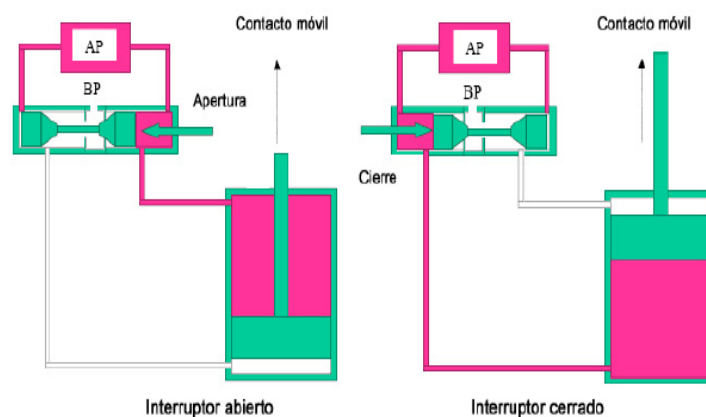 Contacto móvil
AP
BP
Apertura
Interruptor abierto
Contacto móvil
AP
BP
Cierre
Interruptor cerrado